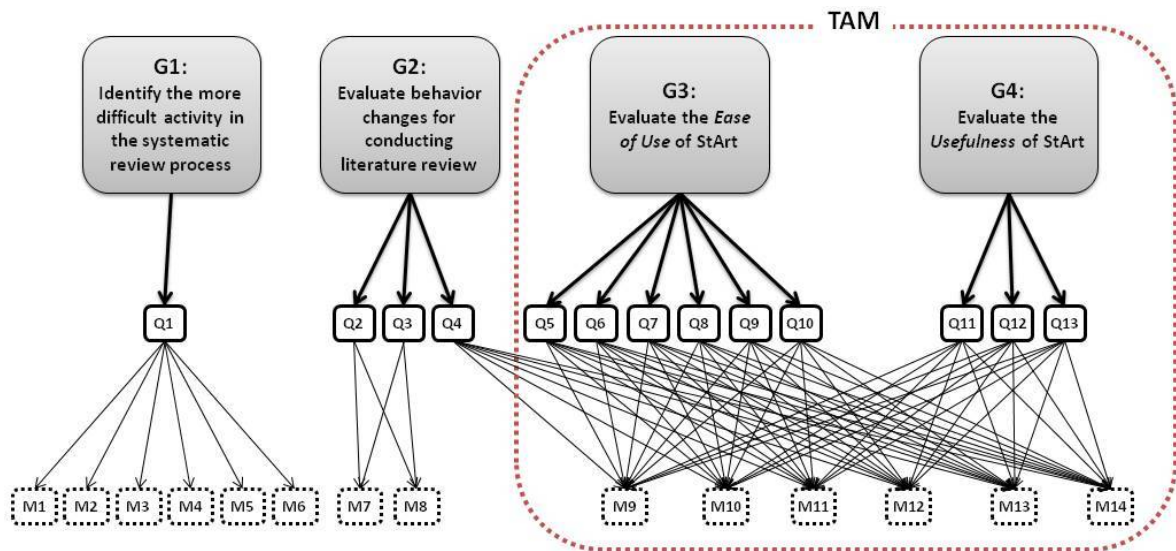 TAM
G1:
Identify the more
difficult activity in
the systematic
review process
G2:
Evaluate behavior
changes for
conducting
literature review
G3:
Evaluate the Ease
of Use of StArt
G4:
Evaluate the
Usefulness of StArt
Q1 Q2 Q3 Q4 Q5 Q6 Q7 Q8 Q9 Q10 Q11 Q12 Q13
M1 M2 M3 M4 M5 M6 M7 M8 M9 M10 M11 M12 M13 M14